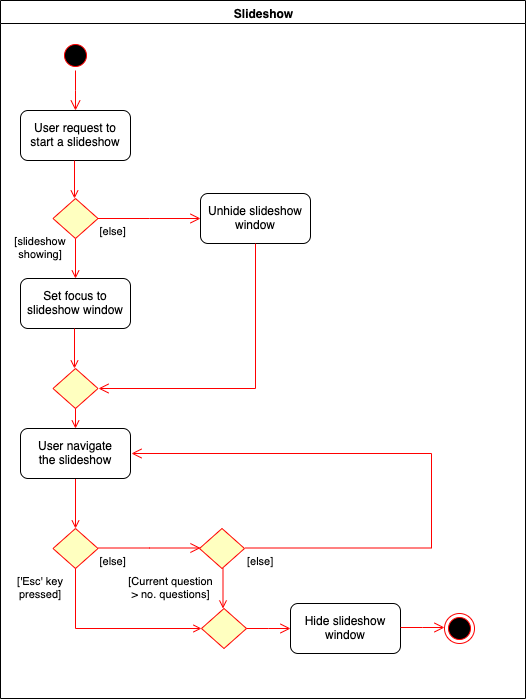 Slideshow
User request to
start a slideshow
[else]
Unhide slideshow
window
[slideshow
showing]
Set focus to
slideshow window
User navigate
the slideshow
[else]
[else]
['Esc' key
pressed]
[Current question
> no. questions]
Hide slideshow
window